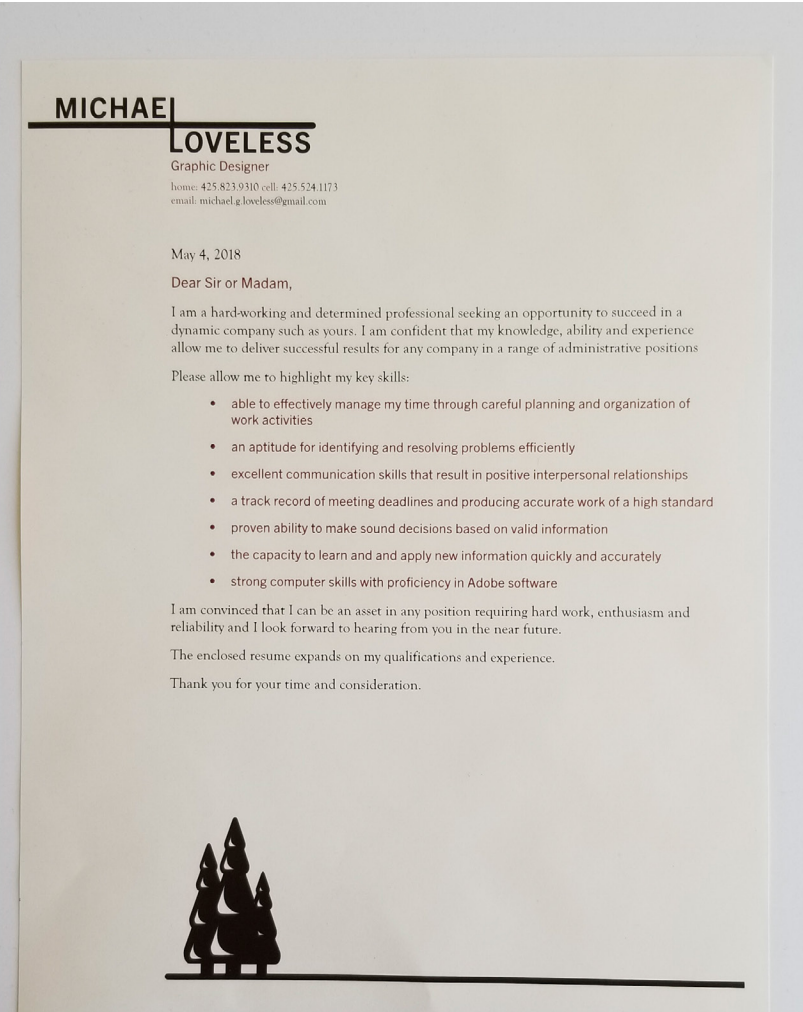 MICHAEL
LOVELESS
Graphic Designer
home: 425.823.9310 cell: 425.524.1173
email: michael.g.loveless@gmail.com
May 4, 2018
Dear Sir or Madam,
I am a hard-working and determined professional seeking an opportunity to succeed in a
dynamic company such as yours. I am confident that my knowledge, ability and experience
allow me to deliver successful results for any company in a range of administrative positions
Please allow me to highlight my key skills:
• able to effectively manage my time through careful planning and organization of
work activities
• an aptitude for identifying and resolving problems efficiently
• excellent communication skills that result in positive interpersonal relationships
• a track record of meeting deadlines and producing accurate work of a high standard
• proven ability to make sound decisions based on valid information
• the capacity to learn and and apply new information quickly and accurately
• strong computer skills with proficiency in Adobe software
I am convinced that I can be an asset in any position requiring hard work, enthusiasm and
reliability and I look forward to hearing from you in the near future.
The enclosed resume expands on my qualifications and experience.
Thank you for your time and consideration.